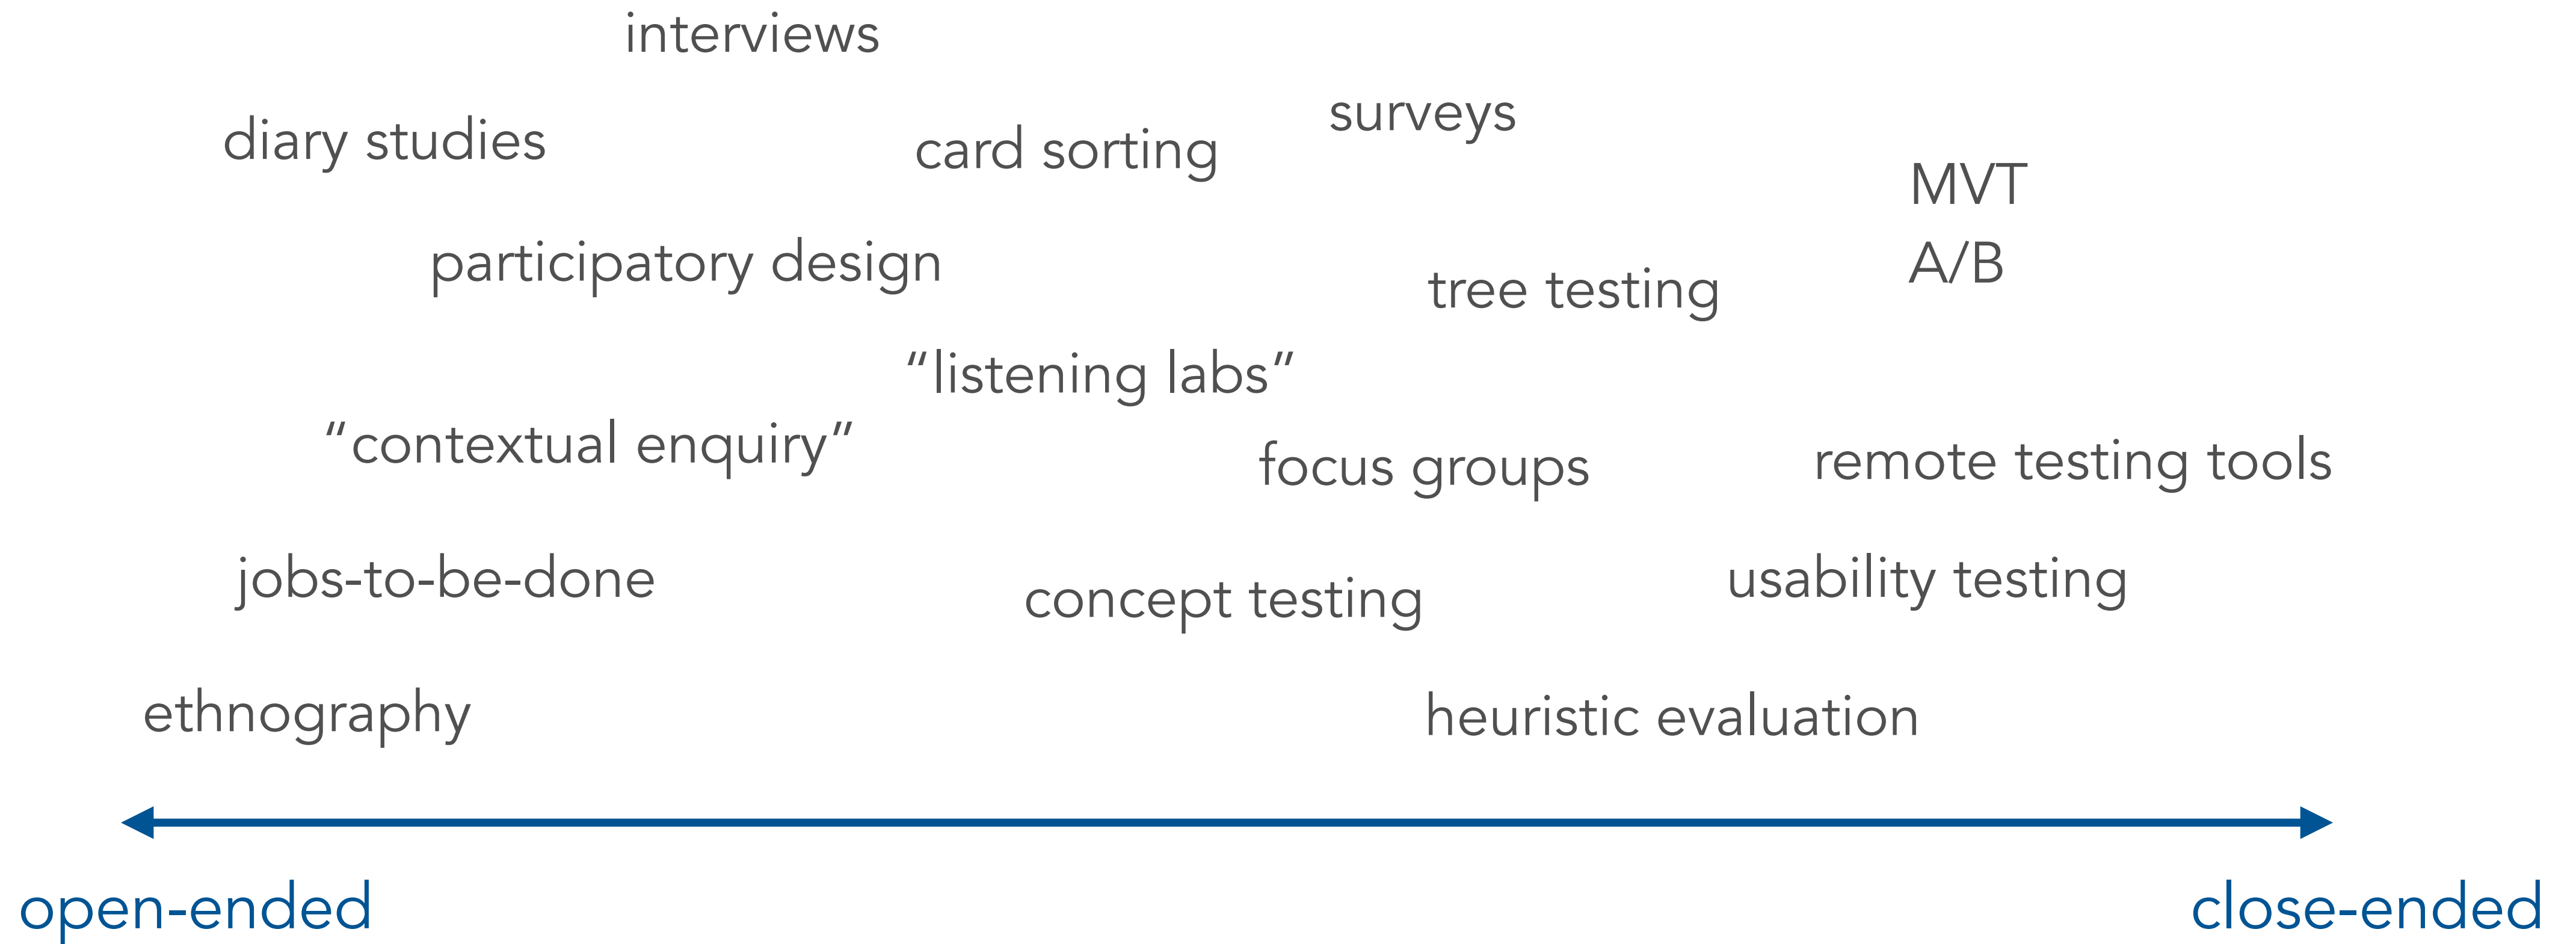 interviews
surveys
diary studies
card sorting
MVT
A/B
participatory design
tree testing
“listening labs”
“contextual enquiry”
focus groups
remote testing tools
jobs-to-be-done
concept testing
usability testing
ethnography
heuristic evaluation
open-ended
close-ended